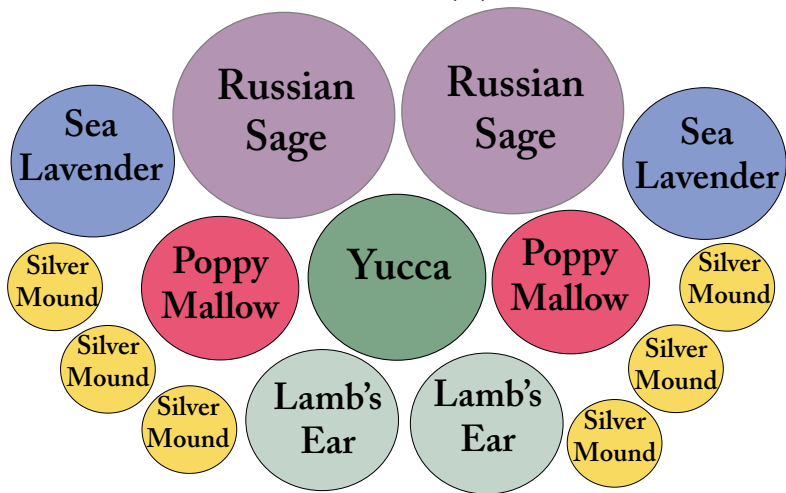 Russian
Sage
Russian
Sage
Sea
Lavender
Sea
Lavender
Poppy
Mallow
Yucca
Poppy
Mallow
Silver
Mound
Silver
Mound
Silver
Mound
Silver
Mound
Silver
Mound
Silver
Mound
Lamb's
Ear
Lamb's
Ear